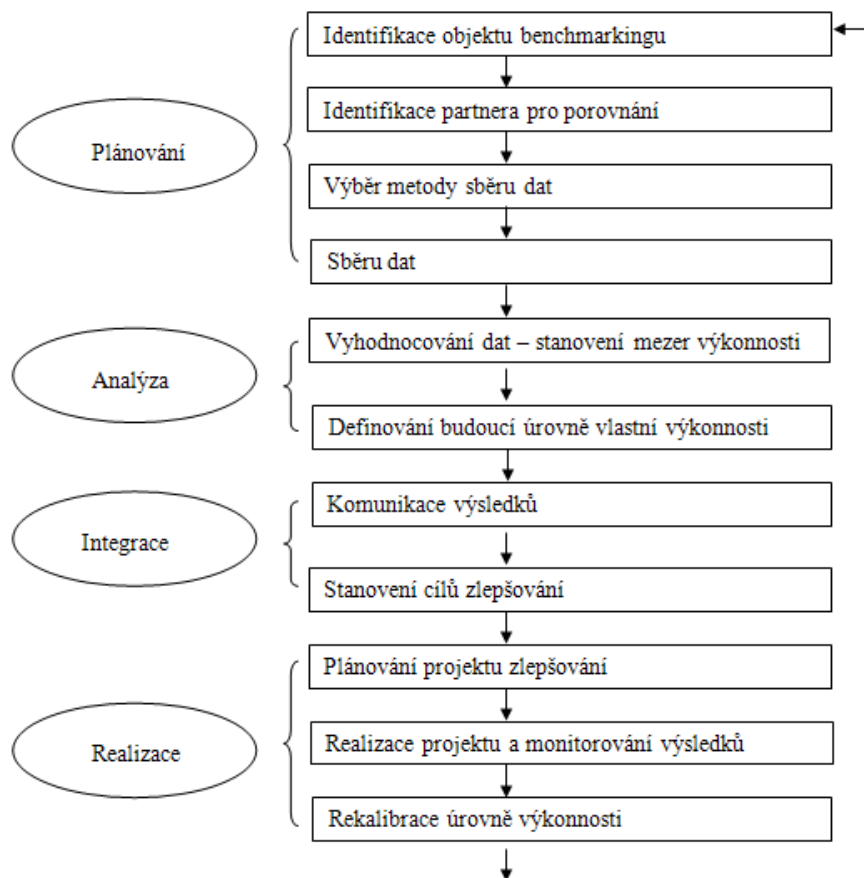 Identifikace objektu benchmarkingu
Identifikace partnera pro porovnání
Plánování
Výběr metody sběru dat
Sběru dat
Vyhodnocování dat – stanovení mezer výkonnosti
Analýza
Definování budoucí úrovně vlastní výkonnosti
Komunikace výsledků
Integrace
Stanovení cílů zlepšování
Plánování projektu zlepšování
Realizace projektu a monitorování výsledků
Realizace
Rekalibrace úrovně výkonnosti